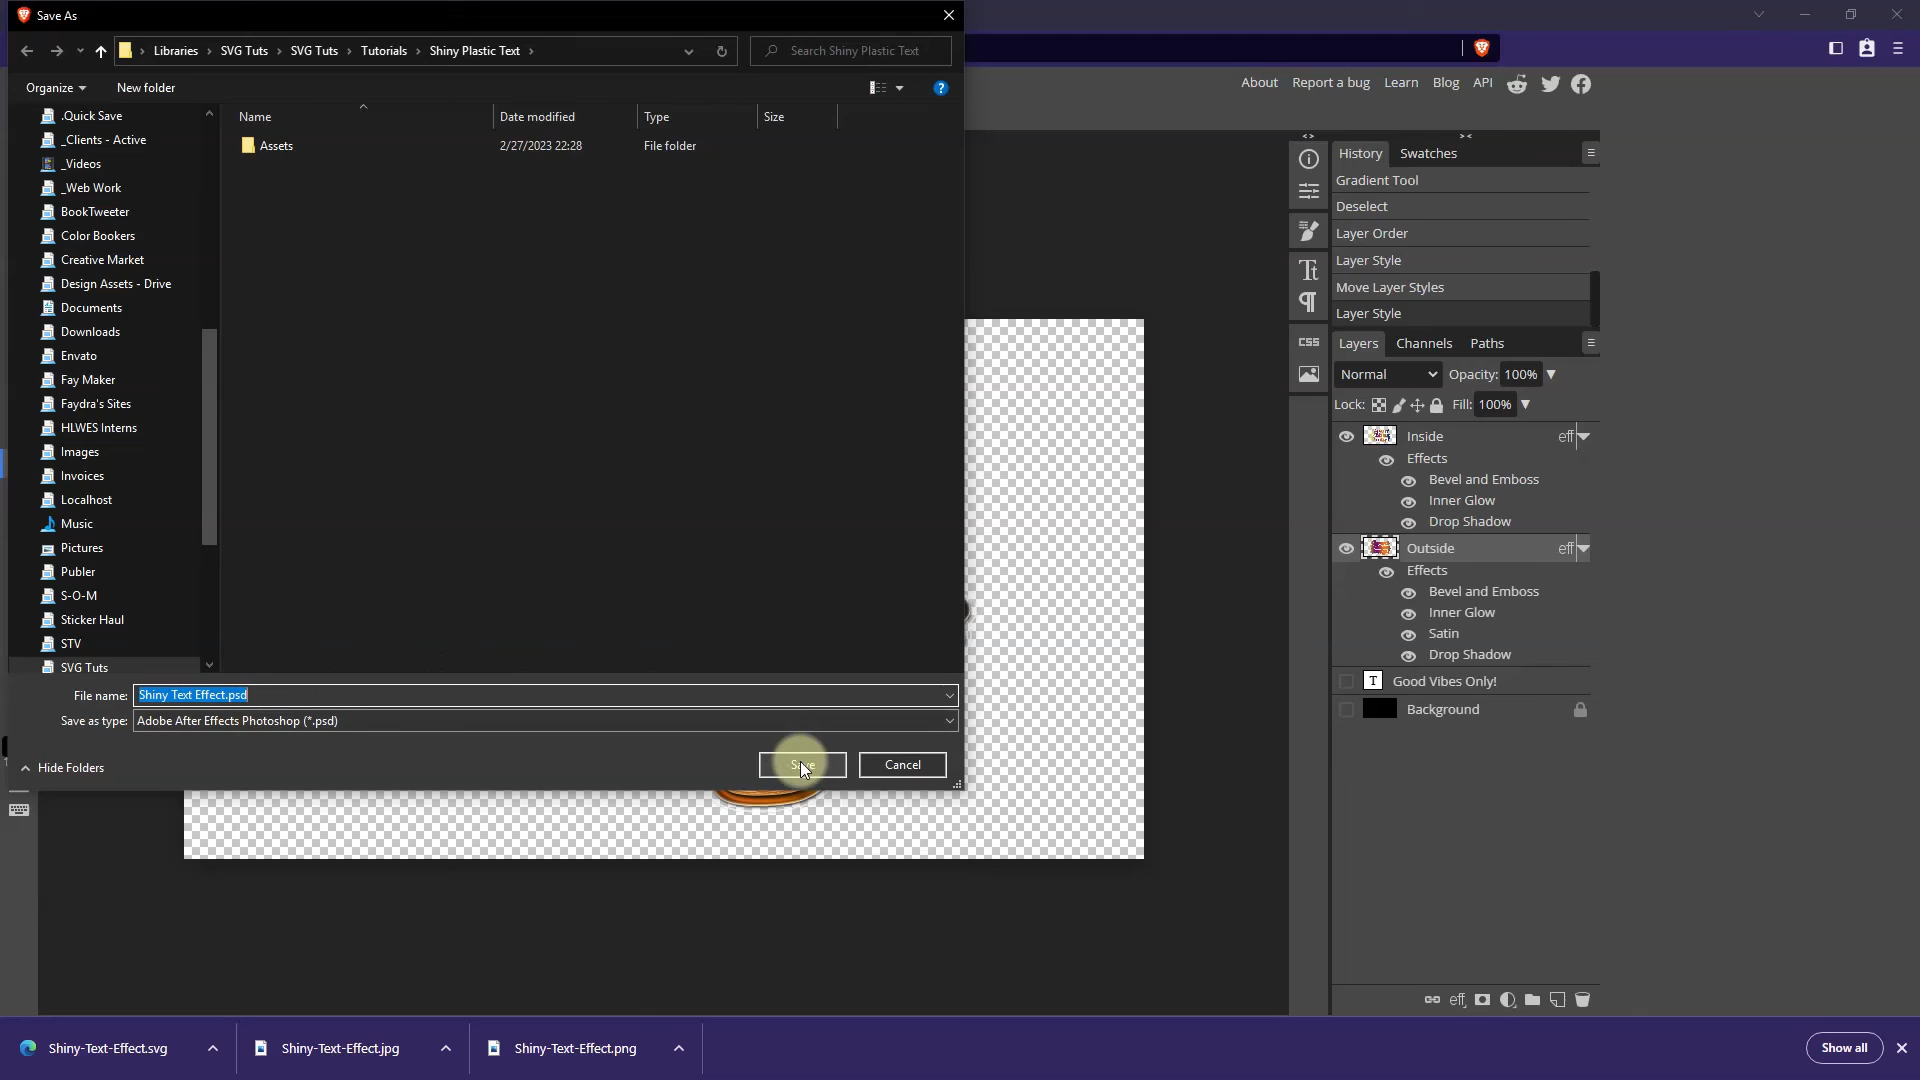 Save As
Libraries › SVG Tuts › SVG Tuts › Tutorials › Shiny Plastic Text ›
Search Shiny Plastic Text
About Report a bug Learn Blog API
Organize New folder
?
Name Date modified Type Size
Assets 2/27/2023 22:28 File folder
.Quick Save
_Clients - Active
_Videos
_Web Work
BookTweeter
Color Bookers
Creative Market
Design Assets - Drive
Documents
Downloads
Envato
Fay Maker
Faydra's Sites
HLWES Interns
Images
Invoices
Localhost
Music
Pictures
Publer
S-O-M
Sticker Haul
STV
SVG Tuts
File name: Shiny Text Effect.psd
Save as type: Adobe After Effects Photoshop (*.psd)
Hide Folders
Save Cancel
Tt
CSS
History Swatches
Gradient Tool
Deselect
Layer Order
Layer Style
Move Layer Styles
Layer Style
Layers Channels Paths
Normal Opacity: 100%
Lock: Fill: 100%
Inside eff
Effects
Bevel and Emboss
Inner Glow
Drop Shadow
Outside eff
Effects
Bevel and Emboss
Inner Glow
Satin
Drop Shadow
T Good Vibes Only!
Background
eff
Shiny-Text-Effect.svg Shiny-Text-Effect.jpg Shiny-Text-Effect.png Show all